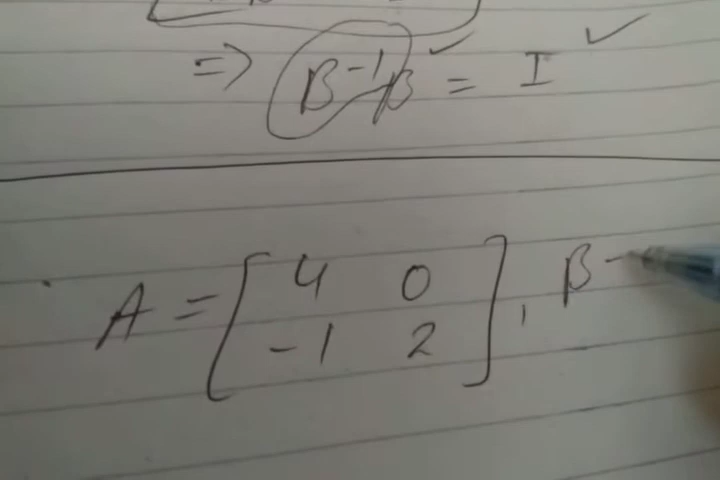 => B⁻¹B = I
A = [4 0
-1 2], B -